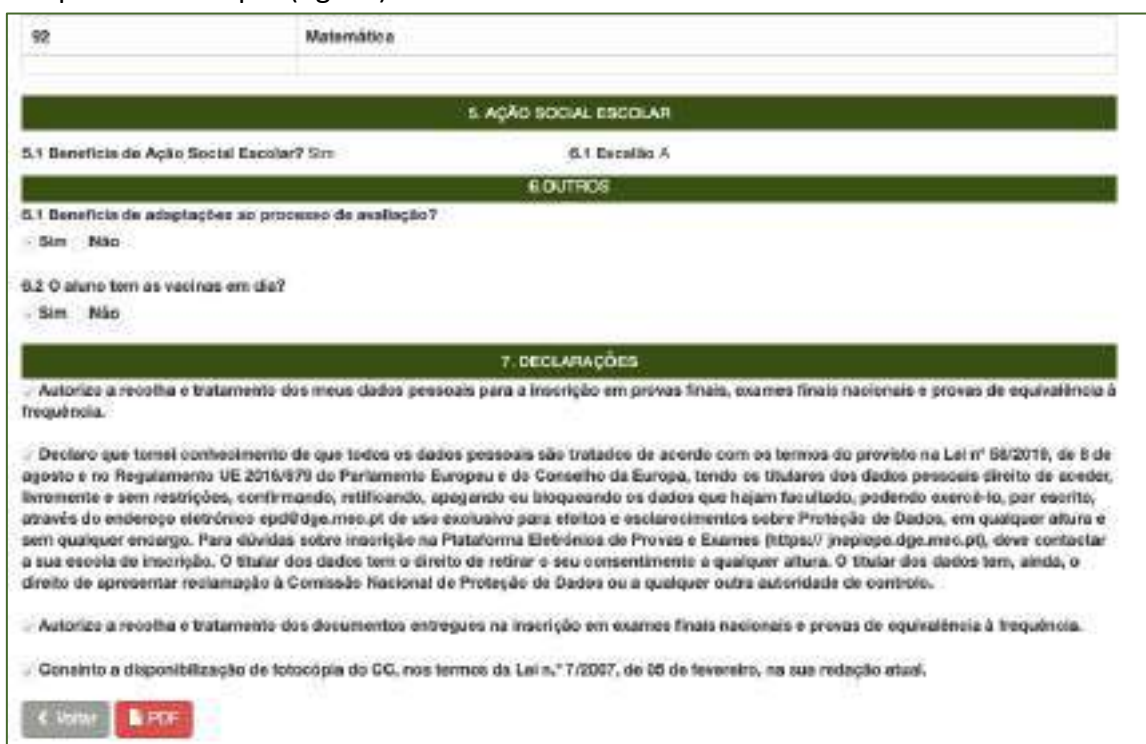 92 Matemática
5. AÇÃO SOCIAL ESCOLAR
5.1 Beneficia de Ação Social Escolar? Sim 5.1 Escalão A
6.OUTROS
6.1 Beneficia de adaptações ao processo de avaliação?
Sim Não
6.2 O aluno tem as vacinas em dia?
Sim Não
7. DECLARAÇÕES
Autorizo a recolha e tratamento dos meus dados pessoais para a inscrição em provas finais, exames finais nacionais e provas de equivalência à
frequência.
Declaro que tomei conhecimento de que todos os dados pessoais são tratados de acordo com os termos do previsto na Lei nº 58/2019, de 8 de
agosto e no Regulamento UE 2016/679 do Parlamento Europeu e do Conselho da Europa, tendo os titulares dos dados pessoais direito de aceder,
livremente e sem restrições, confirmando, retificando, apagando ou bloqueando os dados que hajam facultado, podendo exercê-lo, por escrito,
através do endereço eletrónico epd@dge.mec.pt de uso exclusivo para efeitos e esclarecimentos sobre Proteção de Dados, em qualquer altura e
sem qualquer encargo. Para dúvidas sobre inscrição na Plataforma Eletrónica de Provas e Exames (https:// jnepiepe.dge.mec.pt), deve contactar
a sua escola de inscrição. O titular dos dados tem o direito de retirar o seu consentimento a qualquer altura. O titular dos dados tem, ainda, o
direito de apresentar reclamação à Comissão Nacional de Proteção de Dados ou a qualquer outra autoridade de controlo.
Autorizo a recolha e tratamento dos documentos entregues na inscrição em exames finais nacionais e provas de equivalência à frequência.
Consinto a disponibilização de fotocópia do CC, nos termos da Lei n.º 7/2007, de 05 de fevereiro, na sua redação atual.
Voltar PDF